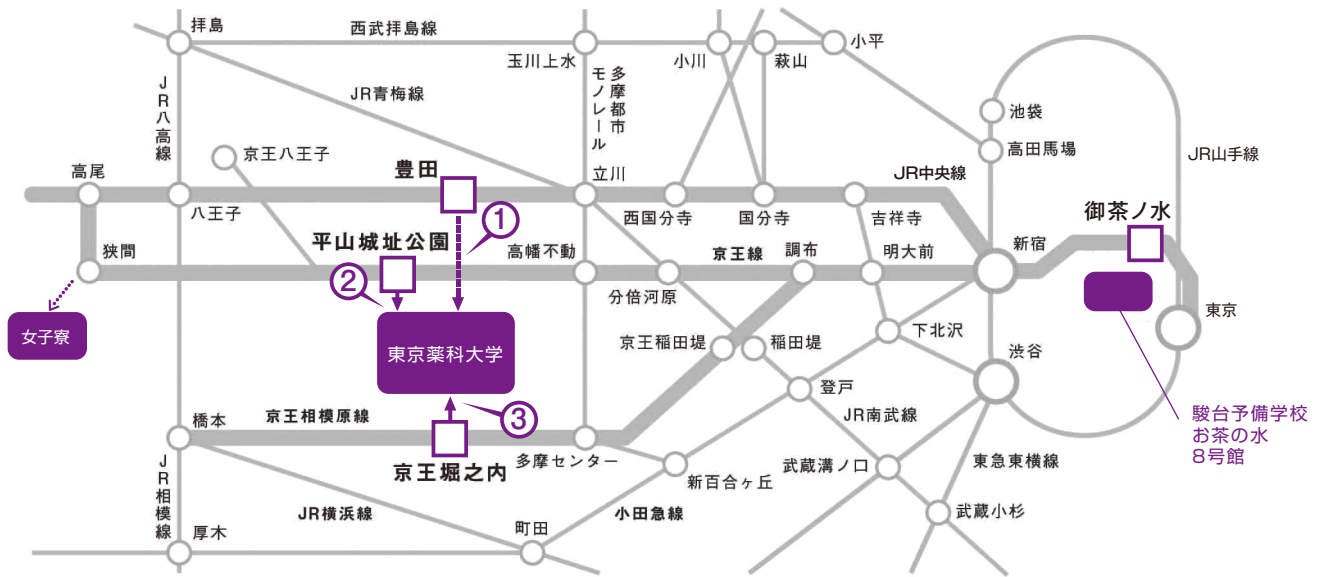 拝島
西武拝島線
玉川上水
小川
萩山
小平
池袋
高田馬場
JR山手線
JR八高線
JR青梅線
多摩都市
モノレール
京王八王子
高尾
八王子
豊田
立川
西国分寺
国分寺
吉祥寺
JR中央線
新宿
御茶ノ水
①
狭間
平山城址公園
高幡不動
分倍河原
京王線
調布
明大前
②
女子寮
東京薬科大学
京王稲田堤
稲田堤
下北沢
渋谷
東京
橋本
京王相模原線
③
登戸
JR南武線
駿台予備学校
お茶の水
8号館
京王堀之内
多摩センター
新百合ヶ丘
武蔵溝ノ口
東急東横線
JR相模線
JR横浜線
小田急線
武蔵小杉
厚木
町田